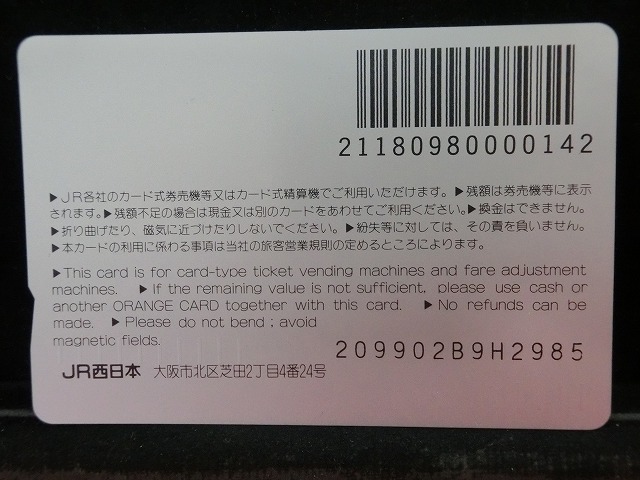 21180980000142
▶JR各社のカード式券売機等又はカード式精算機でご利用いただけます。▶残額は券売機等に表示
されます。▶残額不足の場合は現金又は別のカードをあわせてご利用ください。▶換金はできません。
▶折り曲げたり、磁気に近づけたりしないでください。▶紛失等に対しては、その責を負いません。
▶本カードの利用に係わる事項は当社の旅客営業規則の定めるところによります。
▶This card is for card-type ticket vending machines and fare adjustment
machines. ▶If the remaining value is not sufficient, please use cash or
another ORANGE CARD together with this card. ▶No refunds can be
made. ▶Please do not bend; avoid
magnetic fields.
209902B9H2985
JR西日本 大阪市北区芝田2丁目4番24号